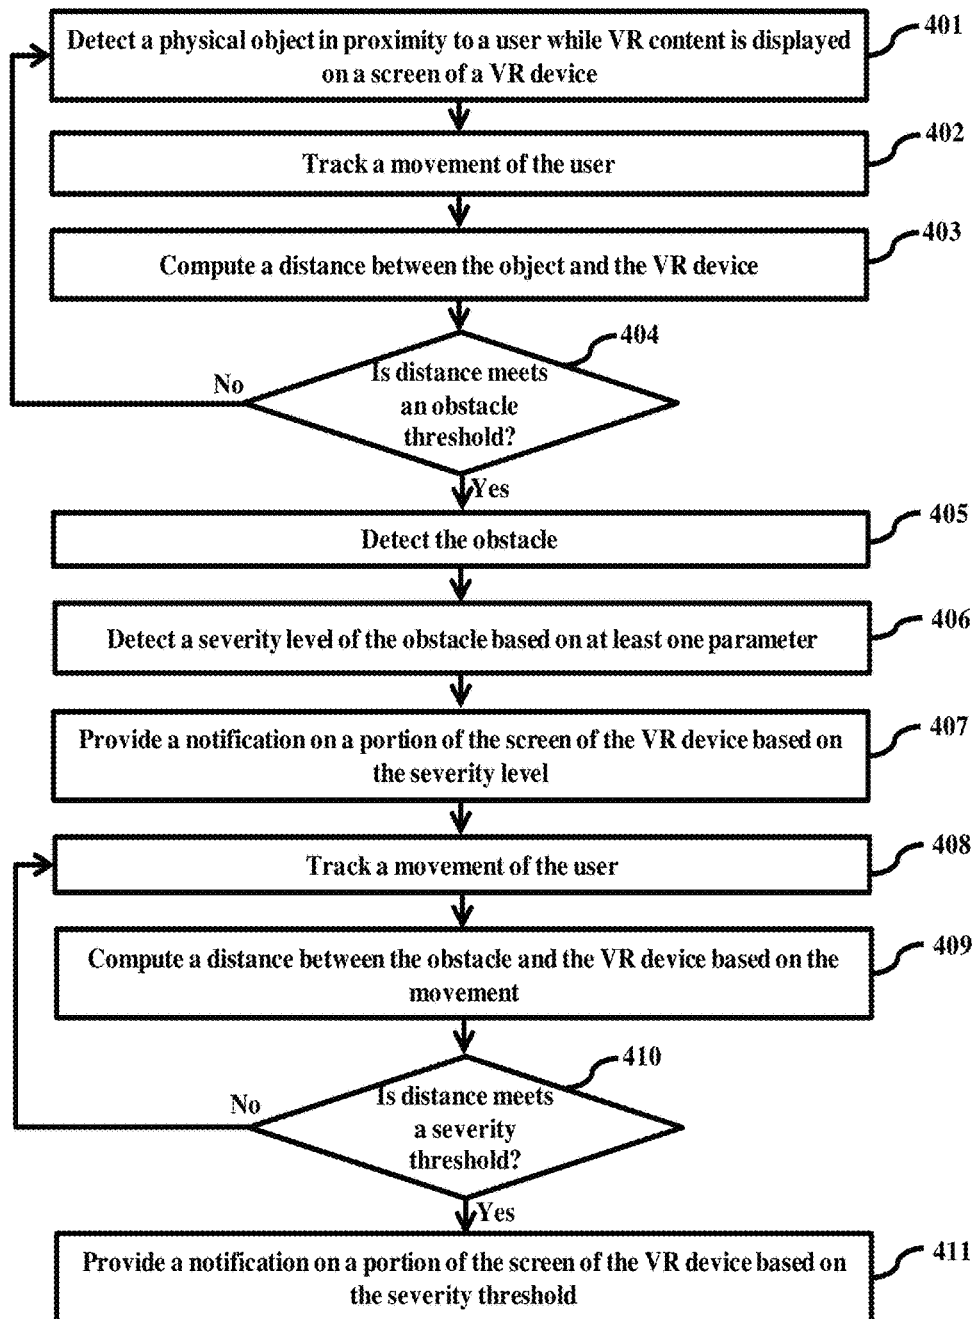 401
Detect a physical object in proximity to a user while VR content is displayed
on a screen of a VR device
402
Track a movement of the user
403
Compute a distance between the object and the VR device
404
Is distance meets
an obstacle
threshold?
No
Yes
405
Detect the obstacle
406
Detect a severity level of the obstacle based on at least one parameter
407
Provide a notification on a portion of the screen of the VR device based on
the severity level
408
Track a movement of the user
409
Compute a distance between the obstacle and the VR device based on the
movement
410
Is distance meets
a severity
threshold?
No
Yes
411
Provide a notification on a portion of the screen of the VR device based on
the severity threshold